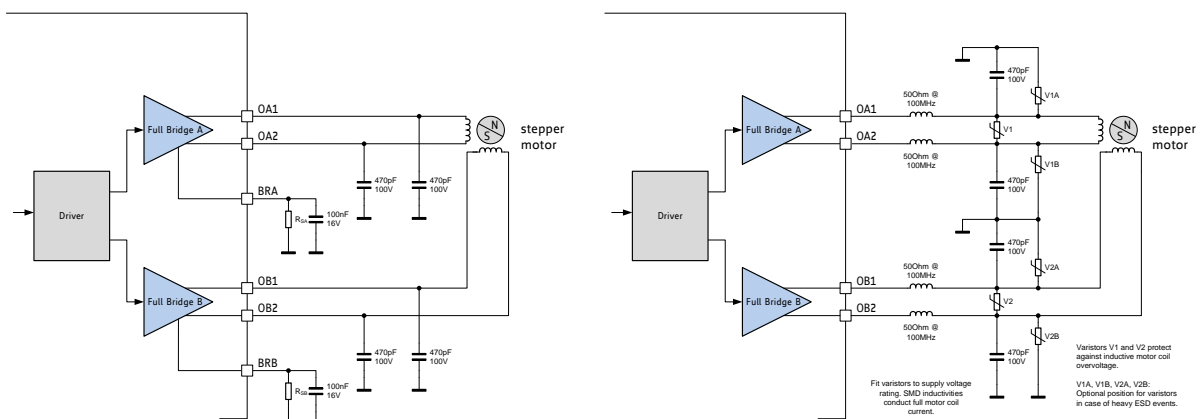 Driver
Full Bridge A
Full Bridge B
OA1
OA2
BRA
OB1
OB2
BRB
RSA
100nF
16V
470pF
100V
470pF
100V
RSB
100nF
16V
470pF
100V
470pF
100V
N
S
stepper
motor
Driver
Full Bridge A
Full Bridge B
OA1
OA2
OB1
OB2
50Ohm @
100MHz
50Ohm @
100MHz
50Ohm @
100MHz
50Ohm @
100MHz
470pF
100V
V1A
V1
V1B
470pF
100V
470pF
100V
V2A
V2
V2B
470pF
100V
N
S
stepper
motor
Fit varistors to supply voltage
rating. SMD inductivities
conduct full motor coil
current.
Varistors V1 and V2 protect
against inductive motor coil
overvoltage.
V1A, V1B, V2A, V2B:
Optional position for varistors
in case of heavy ESD events.